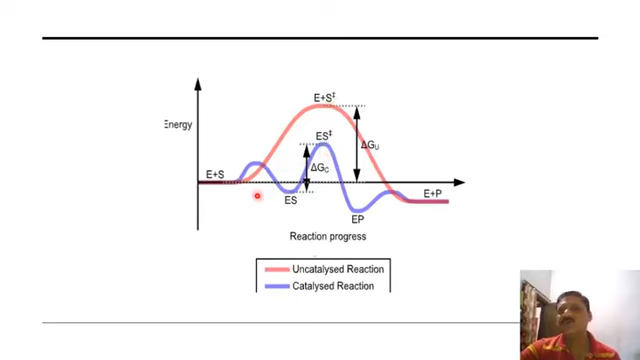 E+S‡
ES‡
Energy
ΔG𝖴
E+S
ΔGC
E+P
ES
EP
Reaction progress
Uncatalysed Reaction
Catalysed Reaction